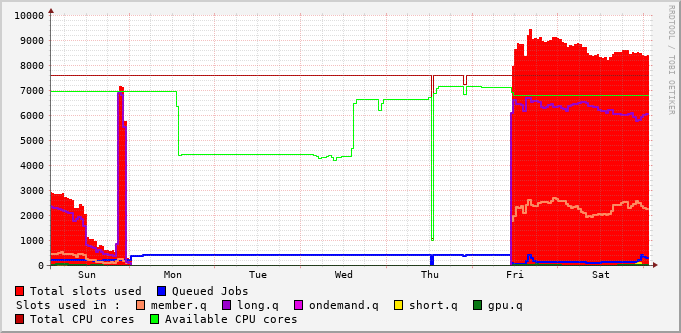 RRDTOOL / TOBI OETIKER
10000
9000
8000
7000
6000
5000
4000
3000
2000
1000
0
Sun Mon Tue Wed Thu Fri Sat
Total slots used Queued Jobs
Slots used in : member.q long.q ondemand.q short.q gpu.q
Total CPU cores Available CPU cores